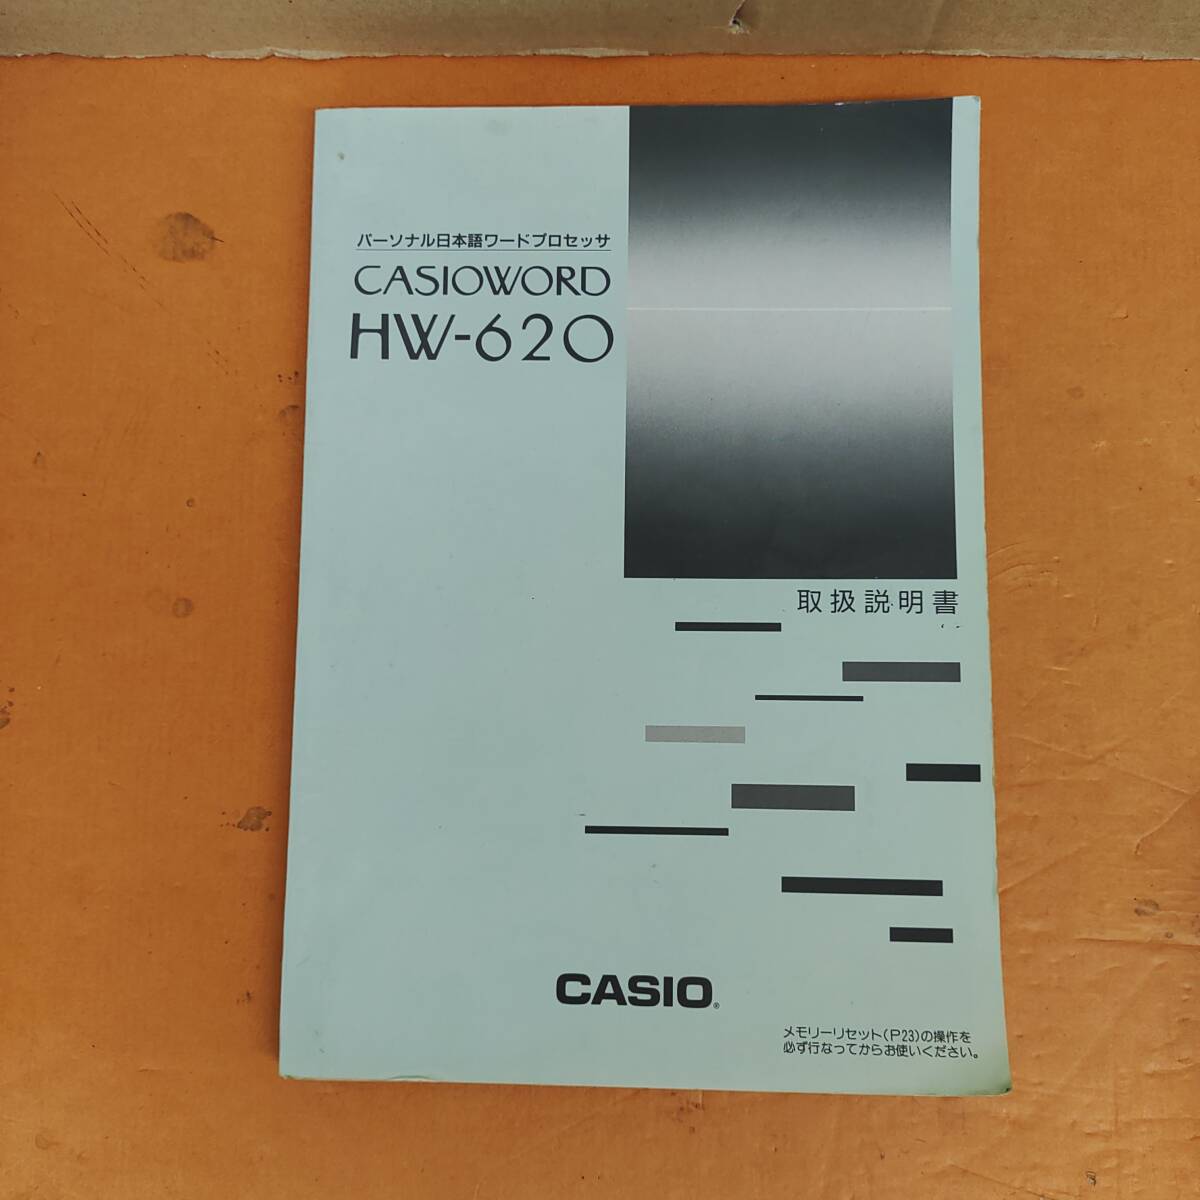 パーソナル日本語ワードプロセッサ
CASIOWORD
HW-620
取扱説明書
CASIO®
メモリーリセット(P23)の操作を
必ず行なってからお使いください。